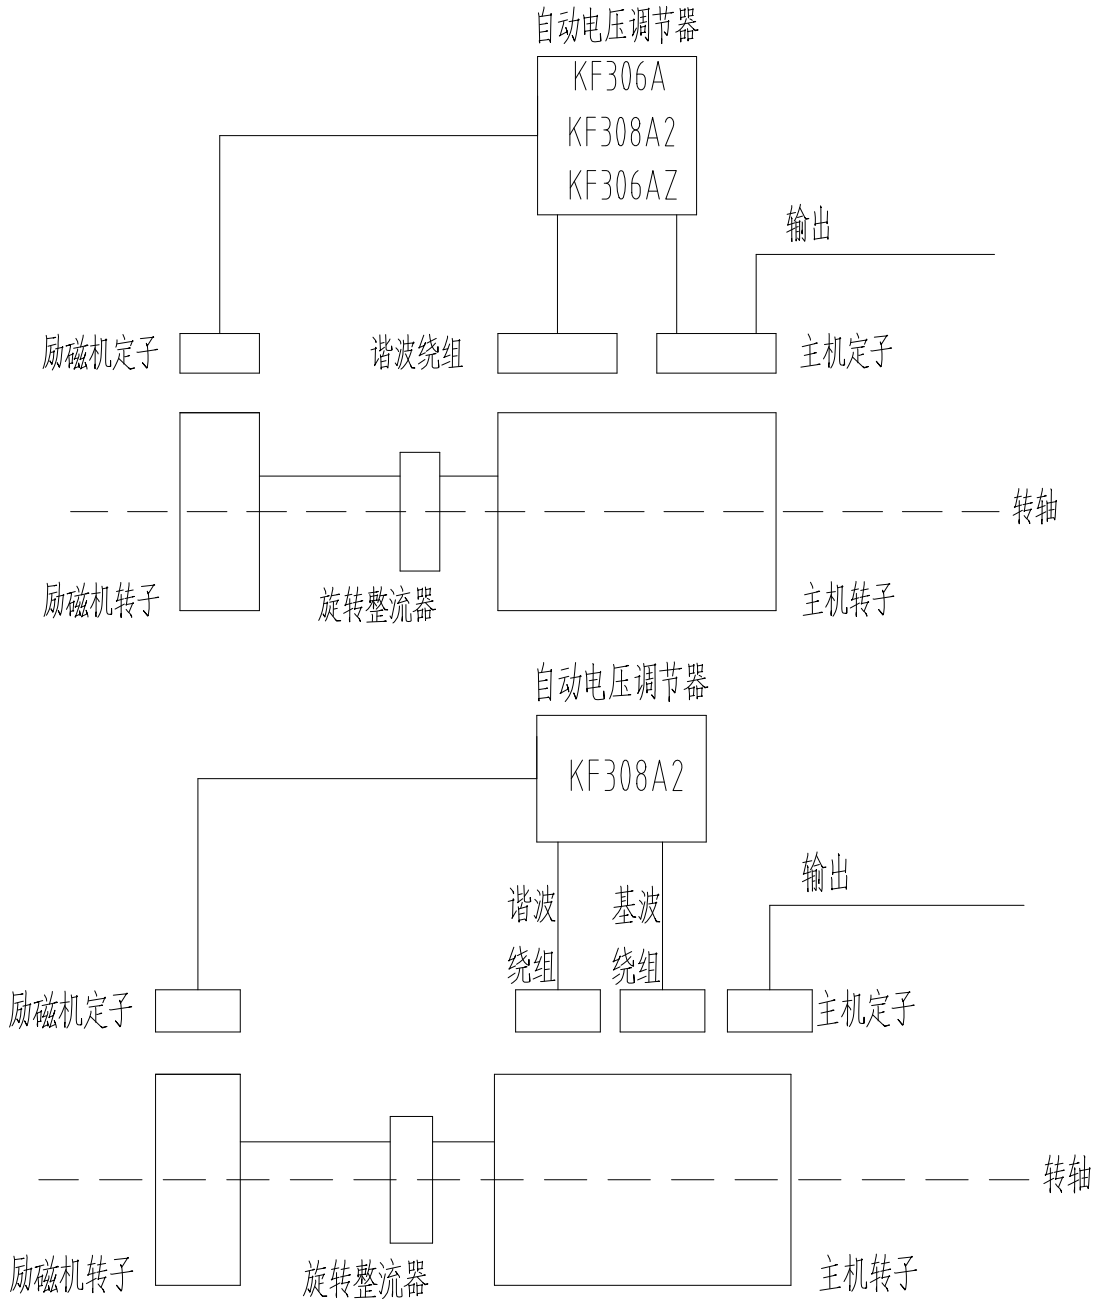 自动电压调节器
KF306A
KF308A2
KF306AZ
输出
励磁机定子
谐波绕组
主机定子
转轴
励磁机转子
旋转整流器
主机转子
自动电压调节器
KF308A2
输出
谐波
绕组
基波
绕组
励磁机定子
主机定子
转轴
励磁机转子
旋转整流器
主机转子